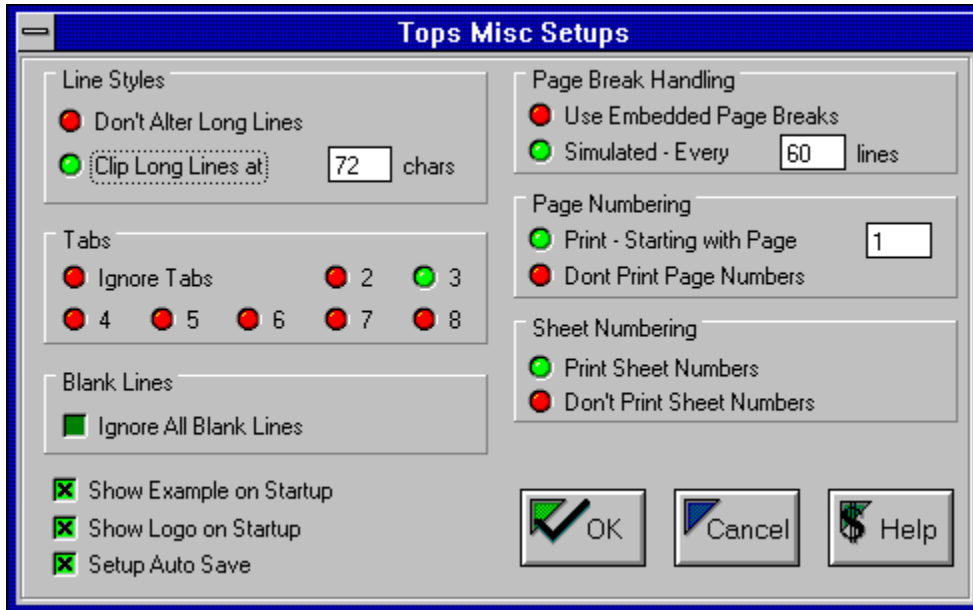 Tops Misc Setups
Line Styles
Don't Alter Long Lines
Clip Long Lines at 72 chars
Tabs
Ignore Tabs 2 3
4 5 6 7 8
Blank Lines
Ignore All Blank Lines
Show Example on Startup
Show Logo on Startup
Setup Auto Save
Page Break Handling
Use Embedded Page Breaks
Simulated - Every 60 lines
Page Numbering
Print - Starting with Page 1
Dont Print Page Numbers
Sheet Numbering
Print Sheet Numbers
Don't Print Sheet Numbers
OK Cancel $ Help